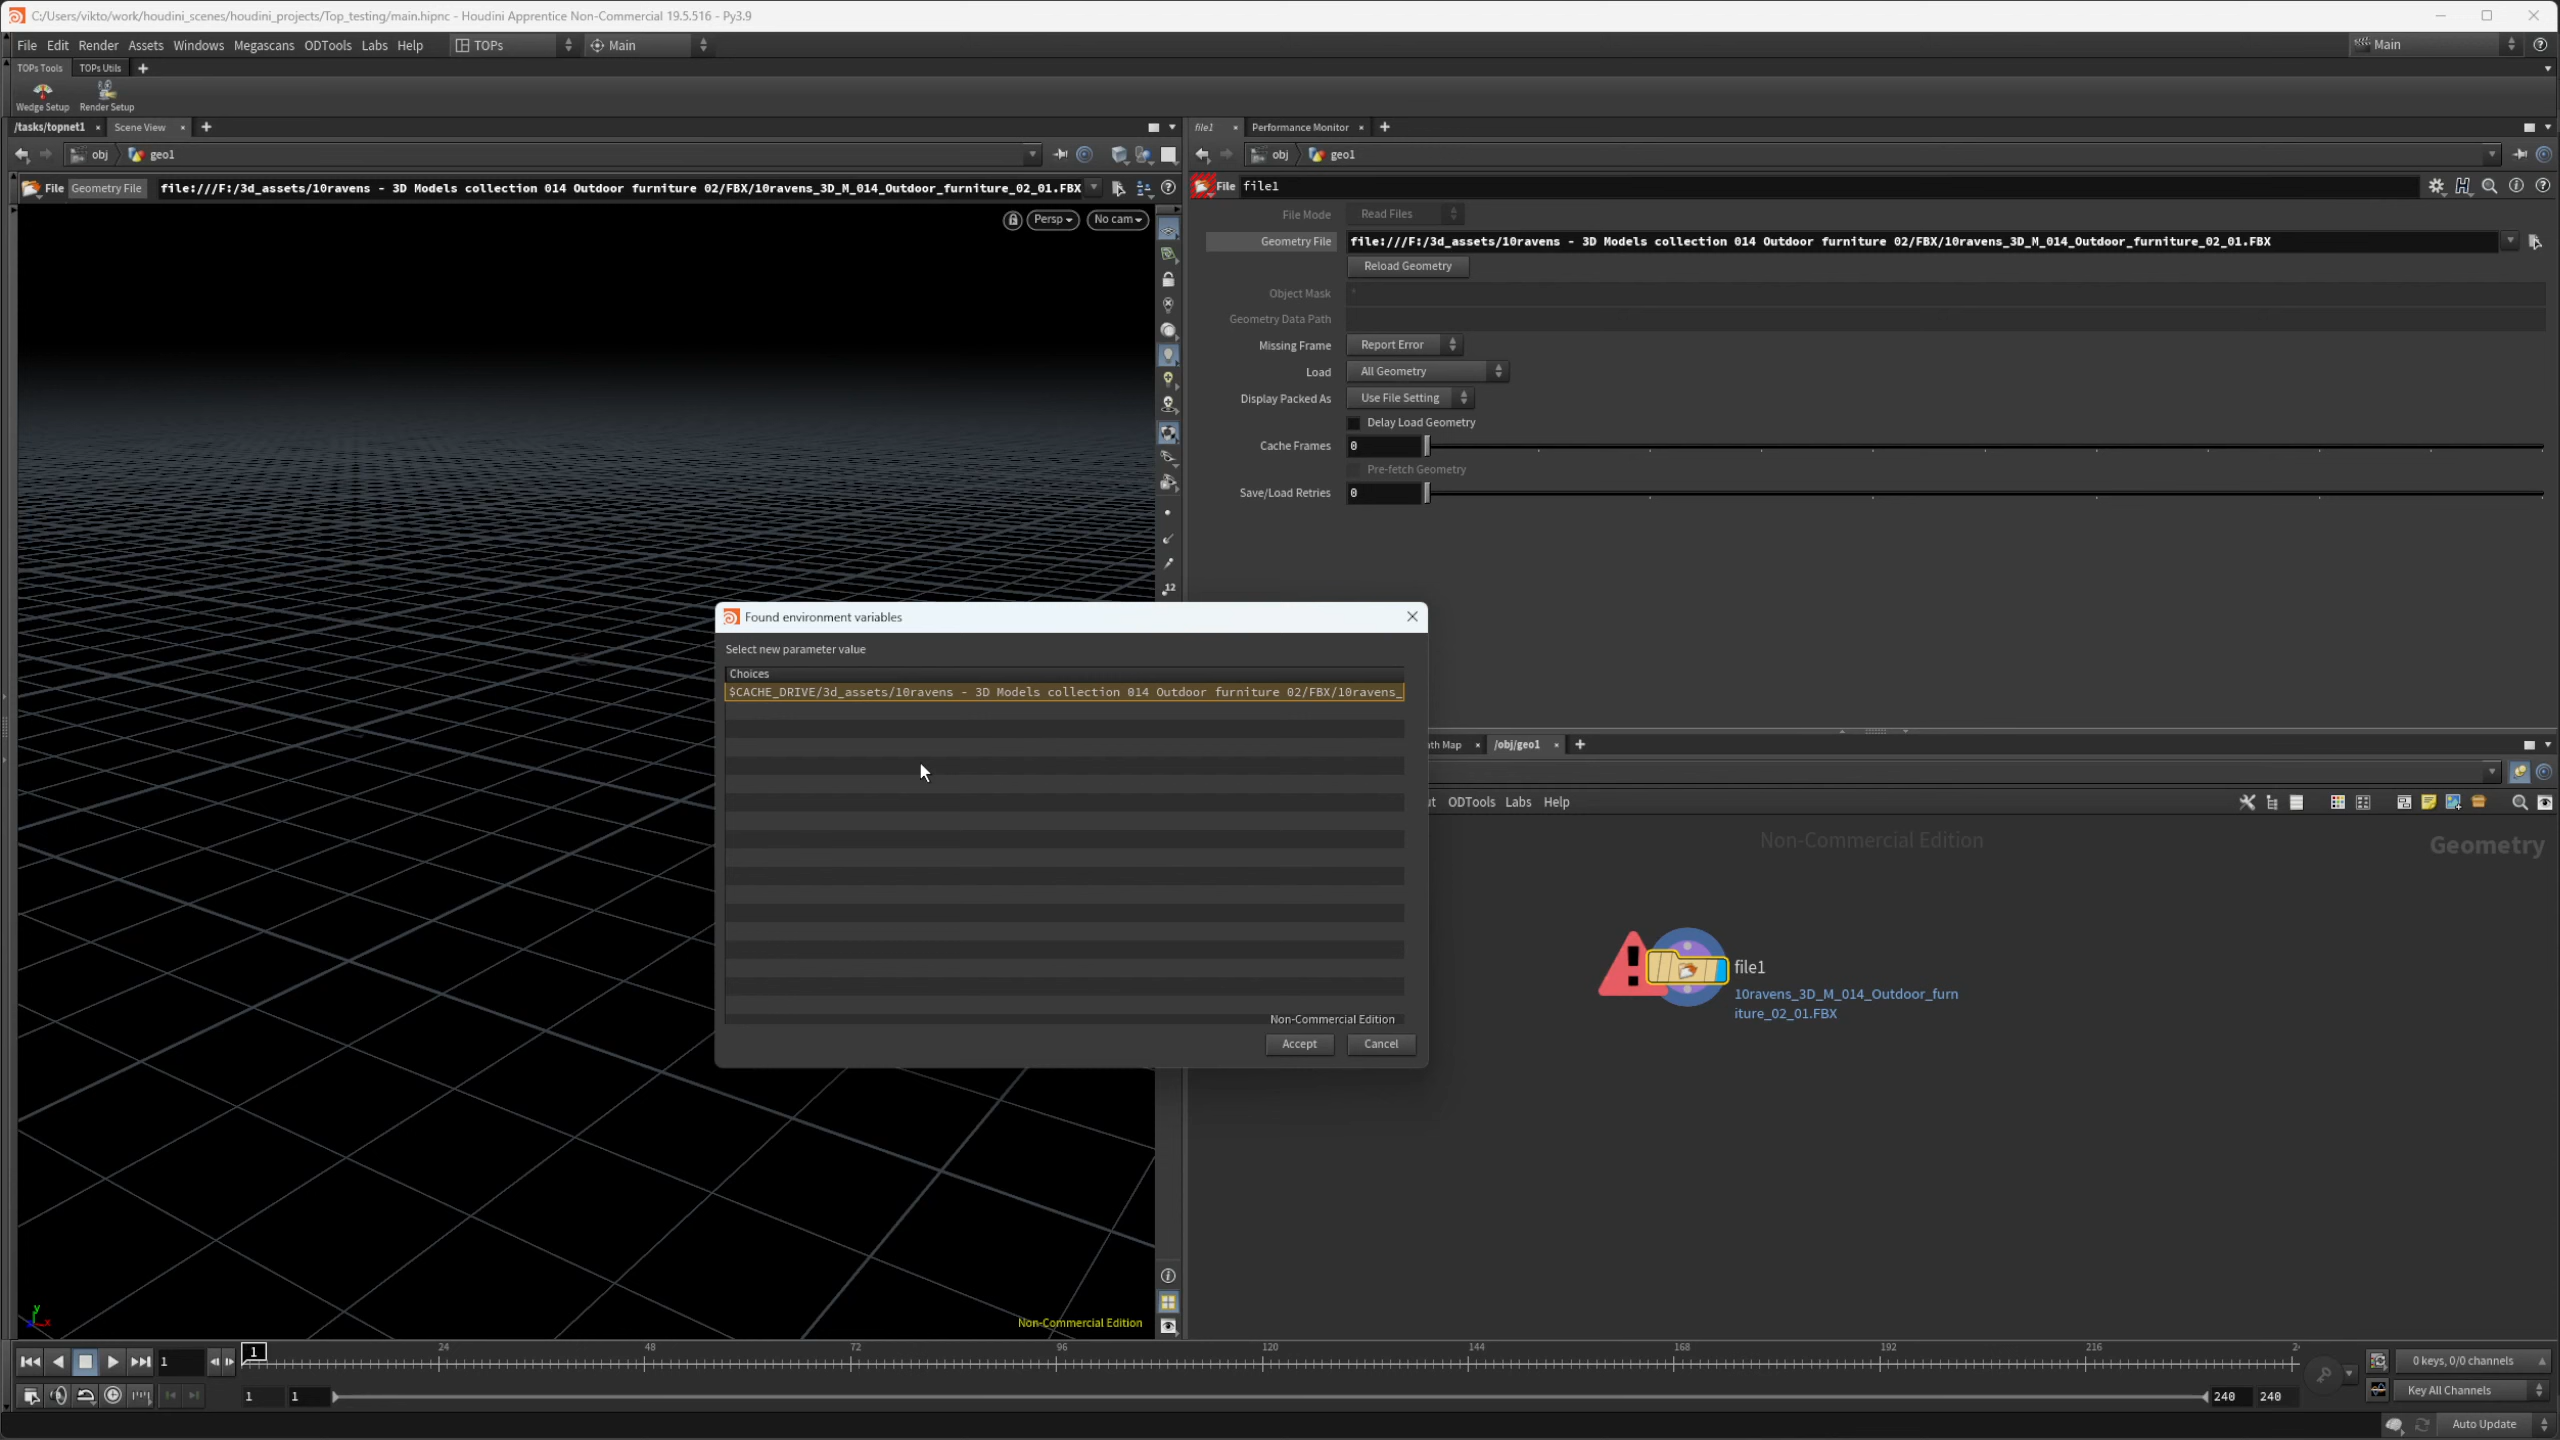 C:/Users/vikto/work/houdini_scenes/houdini_projects/Top_testing/main.hipnc - Houdini Apprentice Non-Commercial 19.5.516 - Py3.9
File Edit Render Assets Windows Megascans ODTools Labs Help TOPs Main Main
TOPs Tools TOPs Utils
Wedge Setup Render Setup
/tasks/topnet1 Scene View
obj geo1
File Geometry File file:///F:/3d_assets/10ravens - 3D Models collection 014 Outdoor furniture 02/FBX/10ravens_3D_M_014_Outdoor_furniture_02_01.FBX
Persp No cam
12
file1 Performance Monitor
obj geo1
File file1
File Mode Read Files
Geometry File file:///F:/3d_assets/10ravens - 3D Models collection 014 Outdoor furniture 02/FBX/10ravens_3D_M_014_Outdoor_furniture_02_01.FBX
Reload Geometry
Object Mask *
Geometry Data Path
Missing Frame Report Error
Load All Geometry
Display Packed As Use File Setting
Delay Load Geometry
Cache Frames 0
Pre-fetch Geometry
Save/Load Retries 0
Found environment variables
Select new parameter value
Choices
$CACHE_DRIVE/3d_assets/10ravens - 3D Models collection 014 Outdoor furniture 02/FBX/10ravens_
Non-Commercial Edition
Accept Cancel
Map /obj/geo1
ODTools Labs Help
Non-Commercial Edition
Geometry
file1
10ravens_3D_M_014_Outdoor_furn
iture_02_01.FBX
y
x
Non-Commercial Edition
1 1 24 48 72 96 120 144 168 192 216
0 keys, 0/0 channels
1 1 240 240
Key All Channels
Auto Update